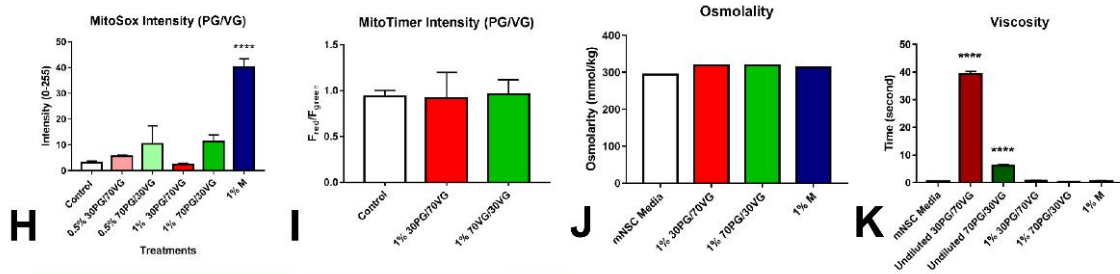 MitoSox Intensity (PG/VG)
Intensity (0-255)
50
40
30
20
10
0
****
Control
0.5% 30PG/70VG
0.5% 70PG/30VG
1% 30PG/70VG
1% 70PG/30VG
1% M
Treatments
H
MitoTimer Intensity (PG/VG)
Fred/Fgreen
1.5
1.0
0.5
0.0
Control
1% 30PG/70VG
1% 70VG/30VG
I
Osmolality
Osmolarity (mmol/kg)
400
300
200
100
0
mNSC Media
1% 30PG/70VG
1% 70PG/30VG
1% M
J
Viscosity
Time (second)
50
40
30
20
10
0
****
****
mNSC Media
Undiluted 30PG/70VG
Undiluted 70PG/30VG
1% 30PG/70VG
1% 70PG/30VG
1% M
K